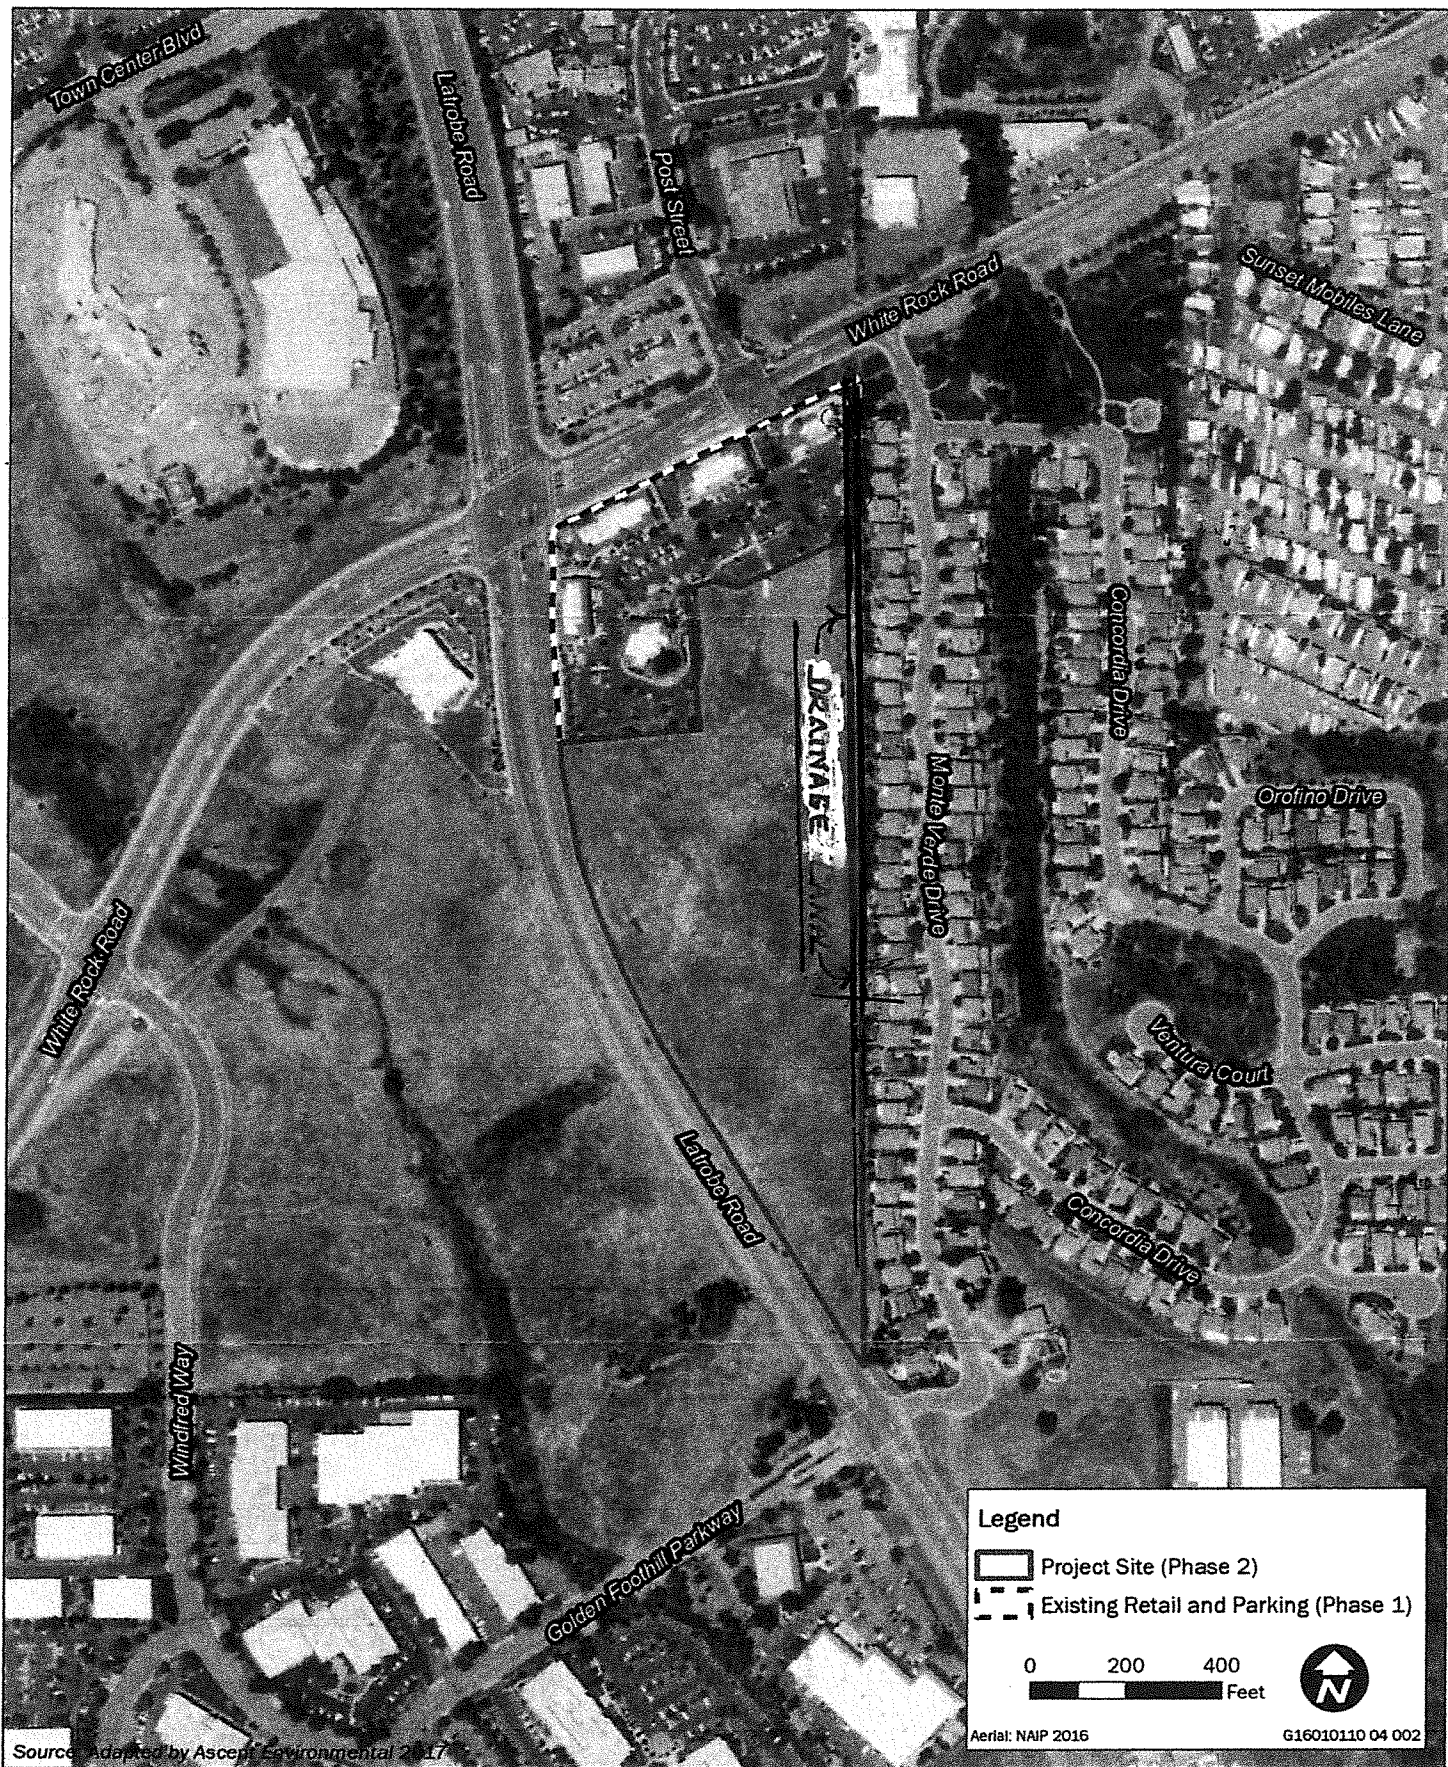 Town Center Blvd
Latrobe Road
Post Street
White Rock Road
Sunset Mobiles Lane
DRAINAGE
Concordia Drive
Monte Verde Drive
Orofino Drive
White Rock Road
Ventura Court
Latrobe Road
Concordia Drive
Windfred Way
Golden Foothill Parkway
Legend
Project Site (Phase 2)
Existing Retail and Parking (Phase 1)
0 200 400
Feet
N
Aerial: NAIP 2016 G16010110 04 002
Source: Adapted by Ascent Environmental 2017